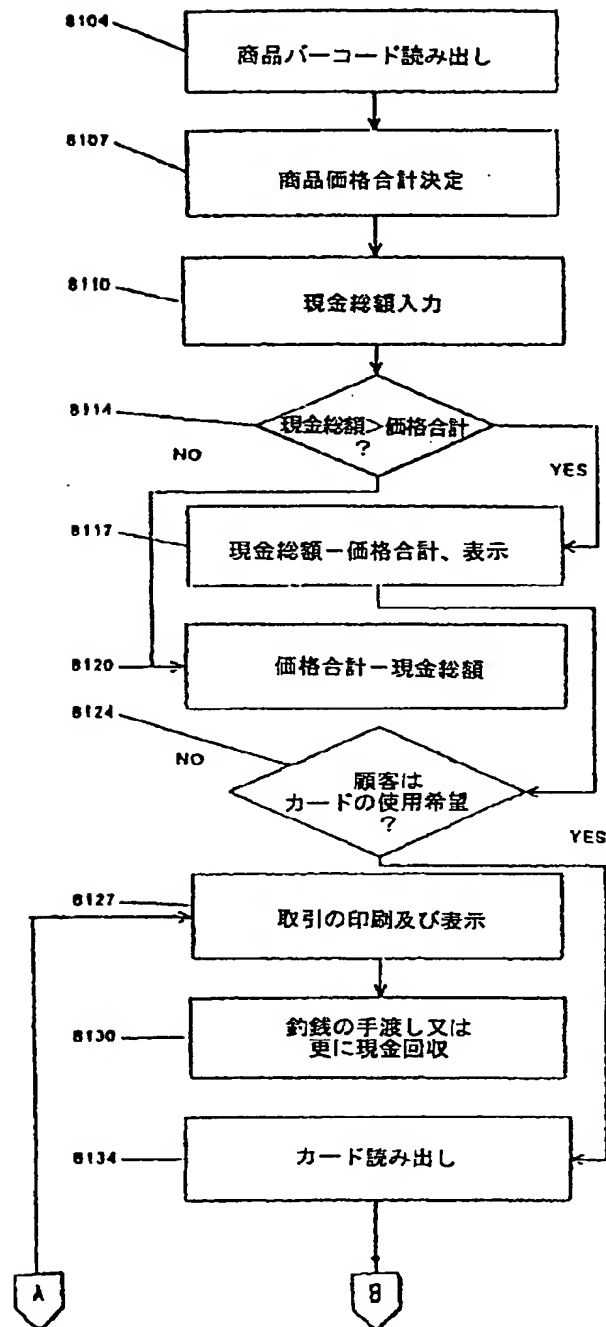 8104
商品バーコード読み出し
8107
商品価格合計決定
8110
現金総額入力
8114
現金総額>価格合計
?
NO
YES
8117
現金総額-価格合計、表示
8120
価格合計-現金総額
8124
NO
顧客は
カードの使用希望
?
YES
8127
取引の印刷及び表示
8130
釣銭の手渡し又は
更に現金回収
8134
カード読み出し
A
B